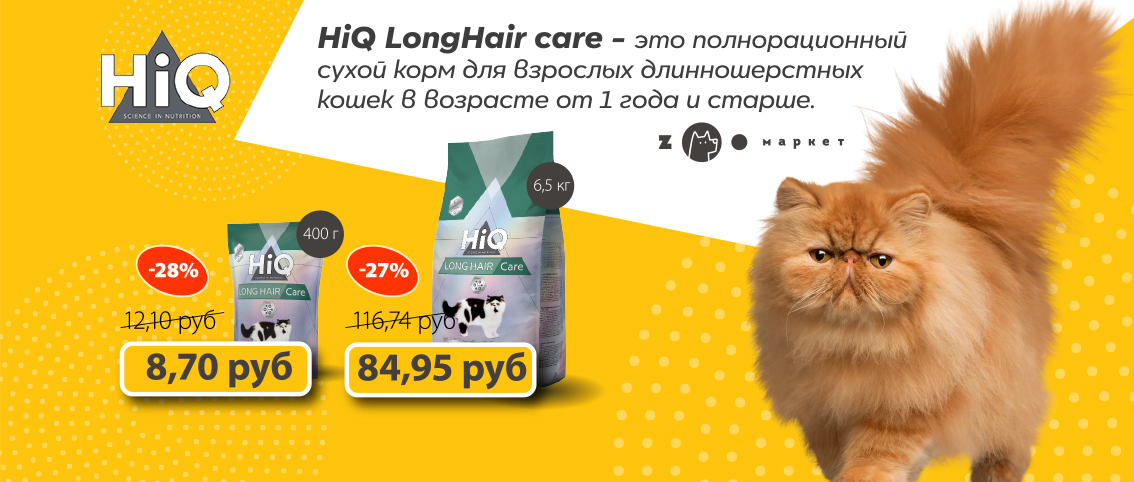 HiQ
SCIENCE IN NUTRITION
HiQ LongHair care - это полнорационный
сухой корм для взрослых длинношерстных
кошек в возрасте от 1 года и старше.
Z маркет
400 г
-28%
12,10 руб
8,70 руб
HiQ
LONG HAIR Care
6,5 кг
-27%
116,74 руб
84,95 руб
HiQ
LONG HAIR Care